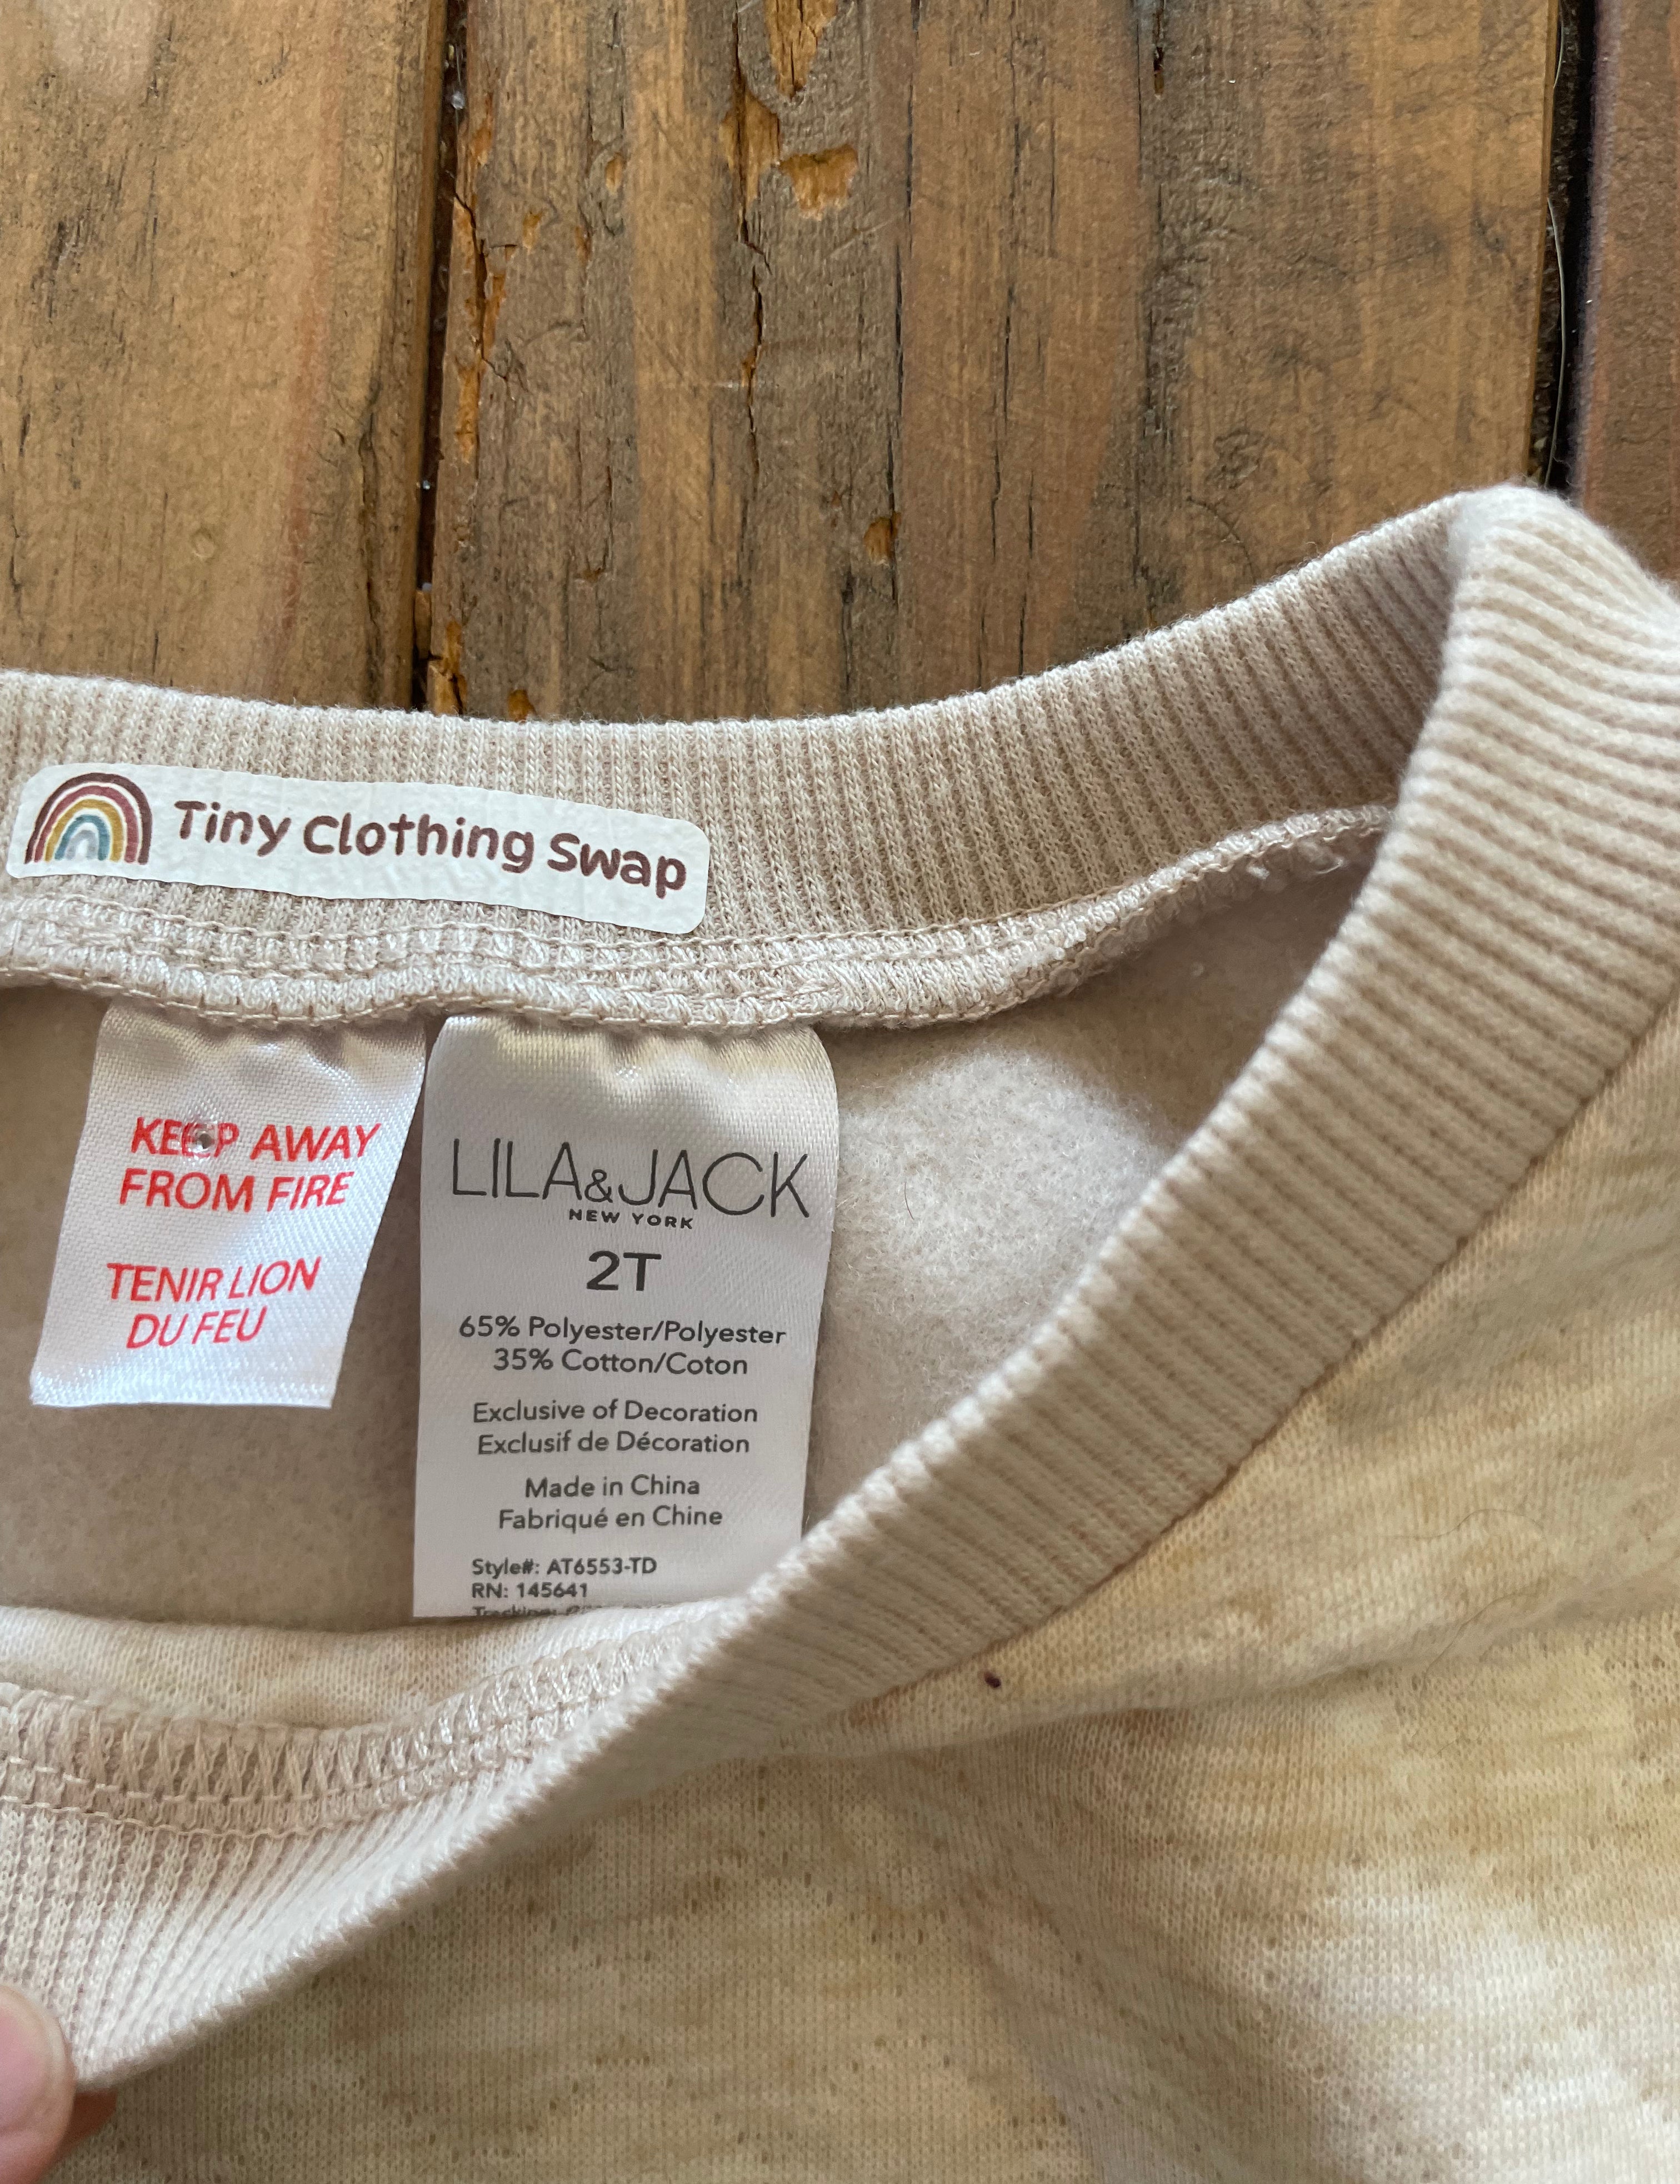 Tiny Clothing Swap
KEEP AWAY
FROM FIRE
TENIR LION
DU FEU
LILA&JACK
NEW YORK
2T
65% Polyester/Polyester
35% Cotton/Coton
Exclusive of Decoration
Exclusif de Décoration
Made in China
Fabriqué en Chine
Style#: AT6553-TD
RN: 145641
Tracking: